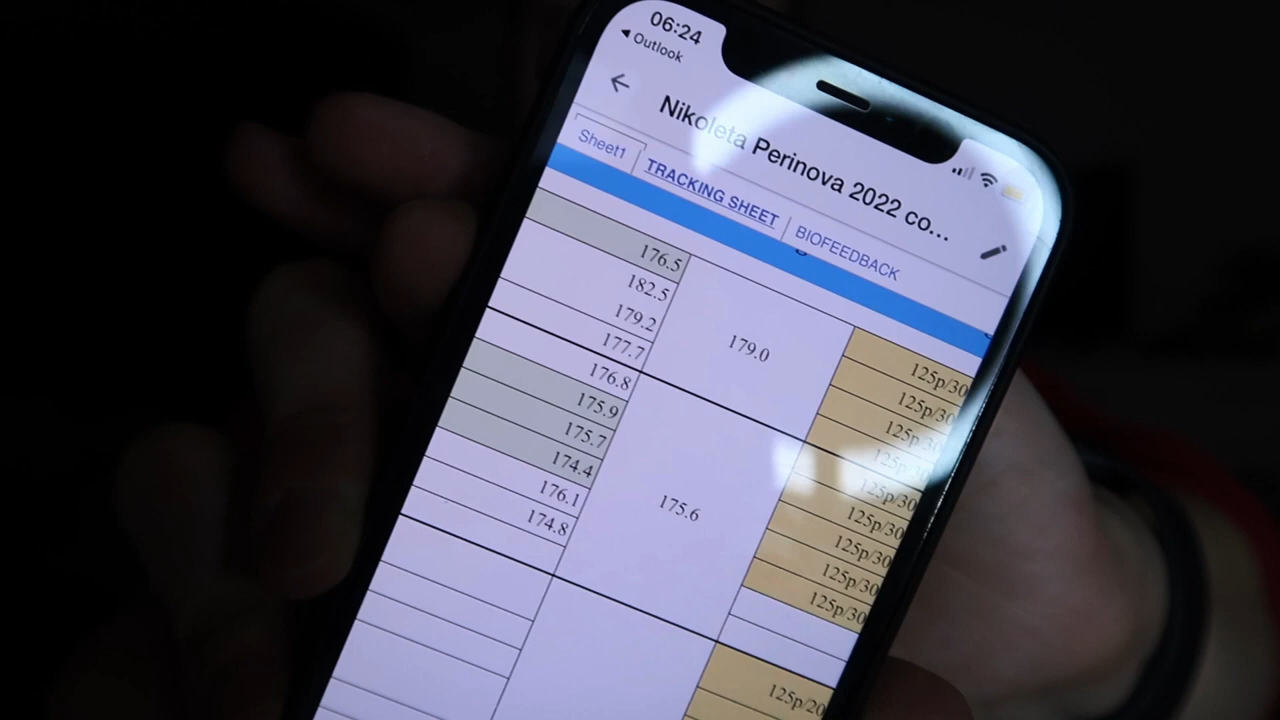 06:24
◀ Outlook
Nikoleta Perinova 2022 co...
Sheet1
TRACKING SHEET
BIOFEEDBACK
176.5
182.5
179.2
177.7
179.0
125p/30
125p/30
125p/30
176.8
175.9
175.7
174.4
176.1
174.8
175.6
125p/30
125p/30
125p/30
125p/30
125p/30
125p/30
125p/20